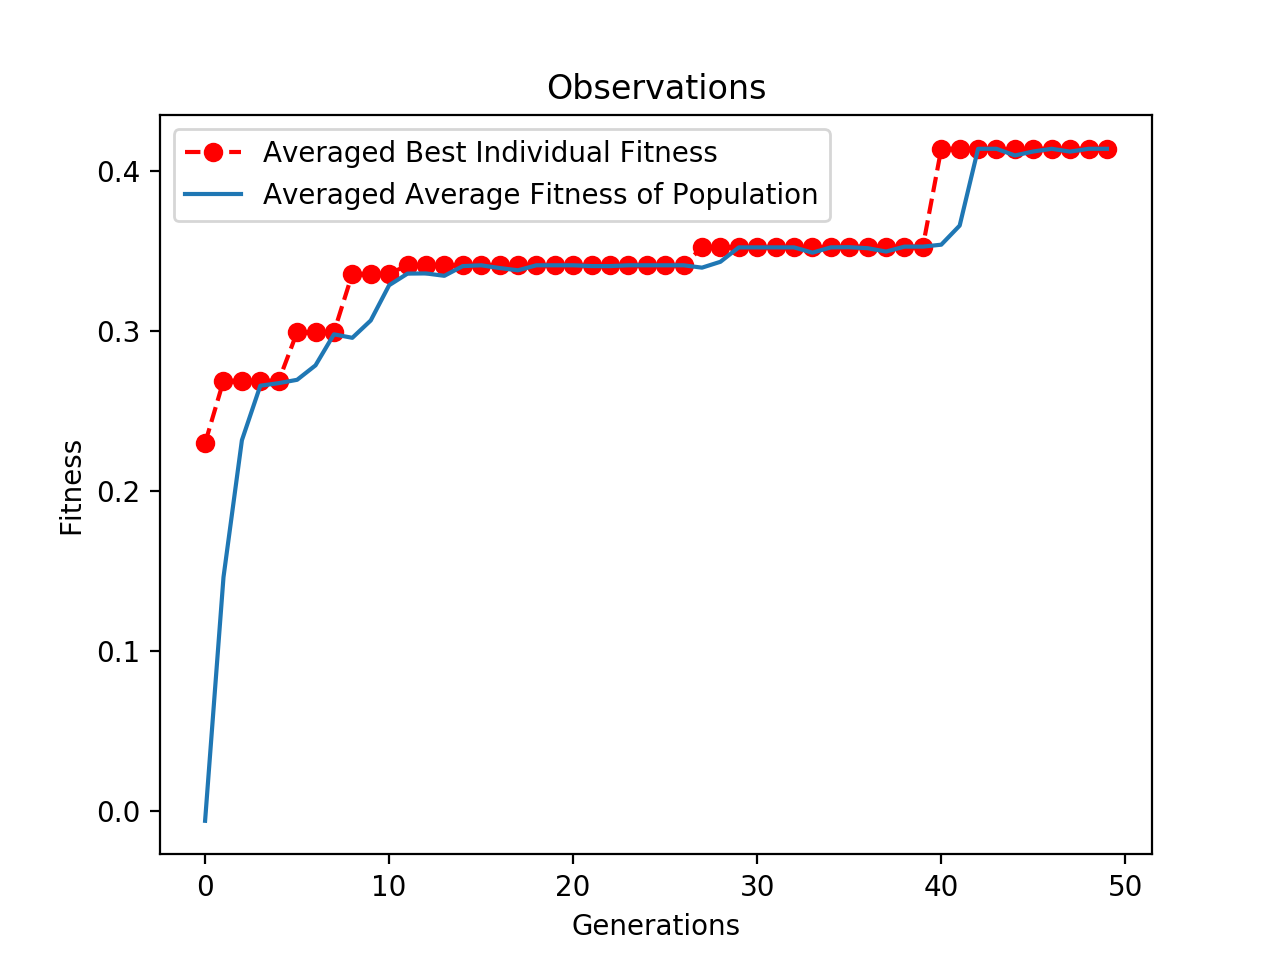 Observations
Averaged Best Individual Fitness
Averaged Average Fitness of Population
0.4
0.3
0.2
0.1
0.0
Fitness
0 10 20 30 40 50
Generations